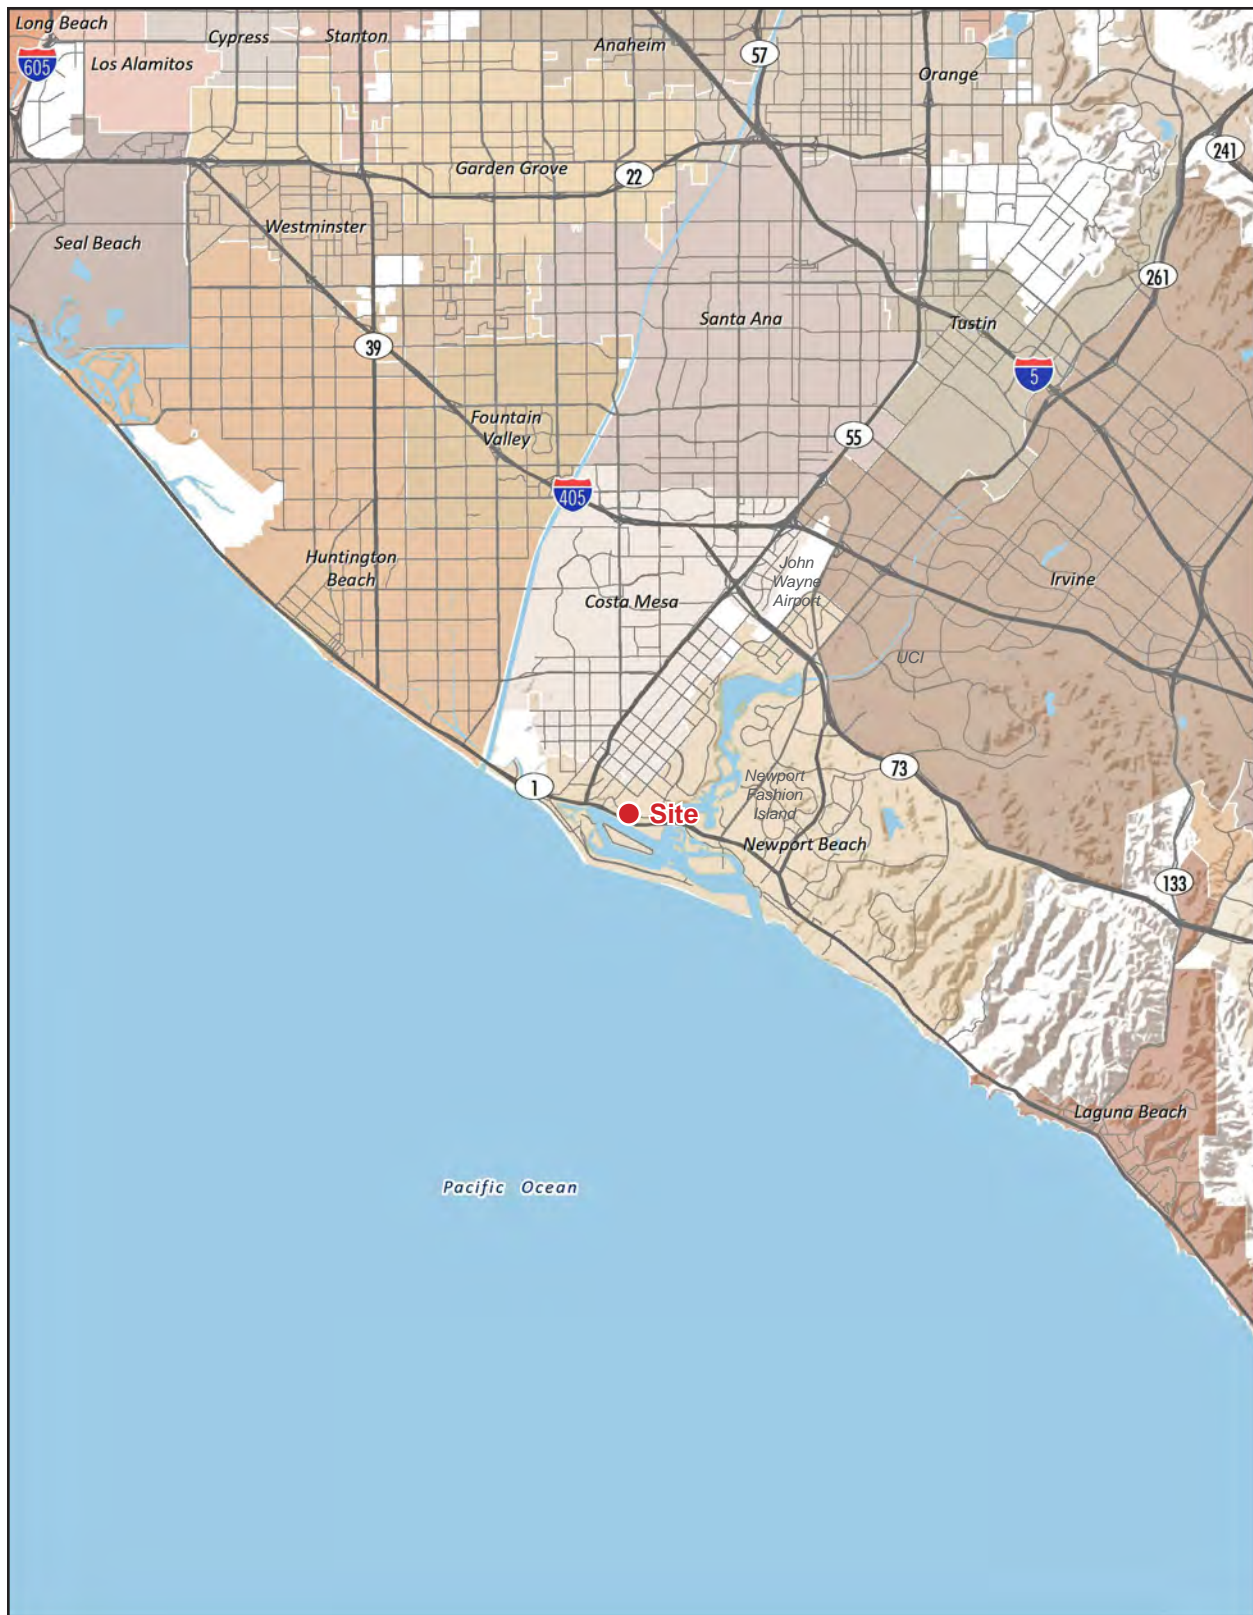 Long Beach
Cypress
Stanton
605
Los Alamitos
Anaheim
57
Orange
241
Garden Grove
22
Westminster
Seal Beach
261
Santa Ana
Tustin
39
5
Fountain
Valley
55
405
Huntington
Beach
John
Wayne
Airport
Irvine
Costa Mesa
UCI
73
1
Newport
Fashion
Island
Site
Newport Beach
133
Laguna Beach
Pacific Ocean